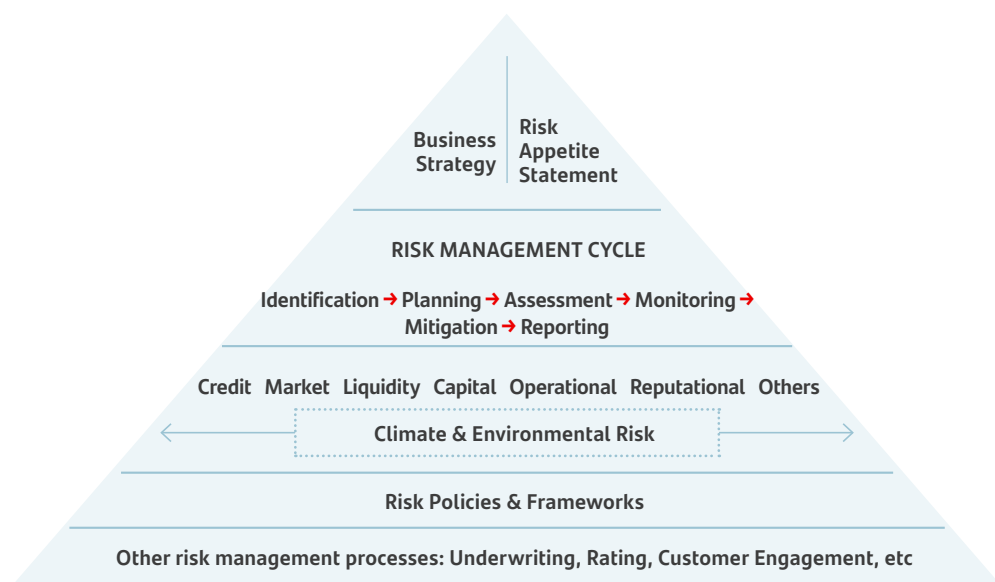 Business
Strategy
Risk
Appetite
Statement
RISK MANAGEMENT CYCLE
Identification → Planning → Assessment → Monitoring →
Mitigation → Reporting
Credit Market Liquidity Capital Operational Reputational Others
Climate & Environmental Risk
Risk Policies & Frameworks
Other risk management processes: Underwriting, Rating, Customer Engagement, etc